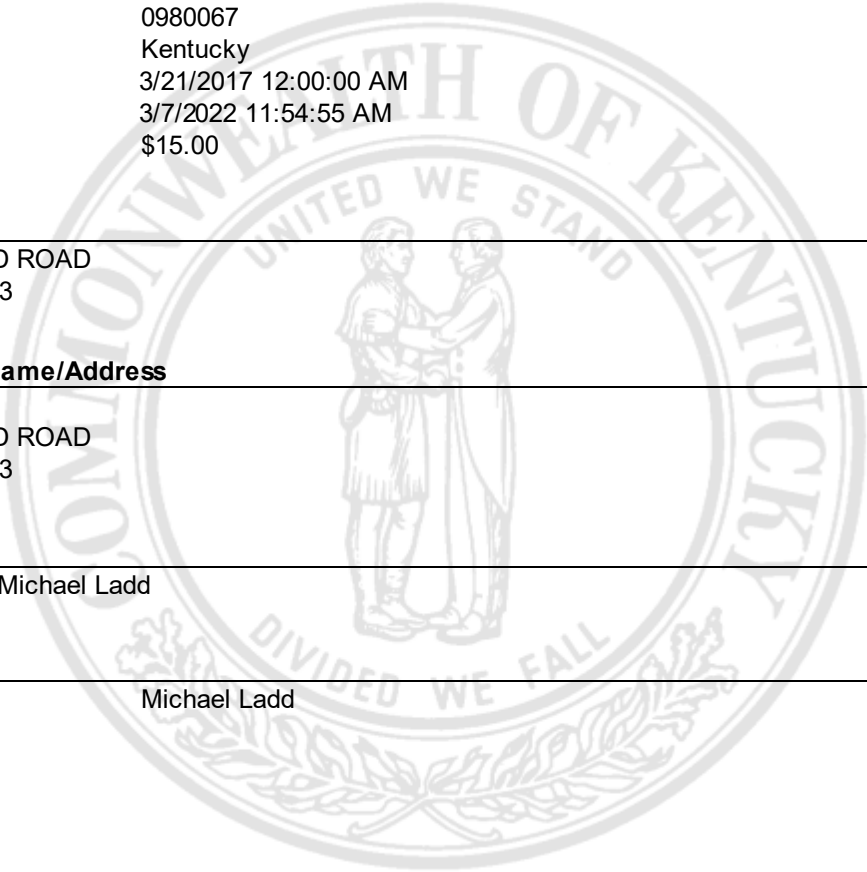 0980067
Kentucky
3/21/2017 12:00:00 AM
3/7/2022 11:54:55 AM
$15.00
COMMONWEALTH OF KENTUCKY
UNITED WE STAND
D ROAD
3
ame/Address
D ROAD
3
Michael Ladd
DIVIDED WE FALL
Michael Ladd